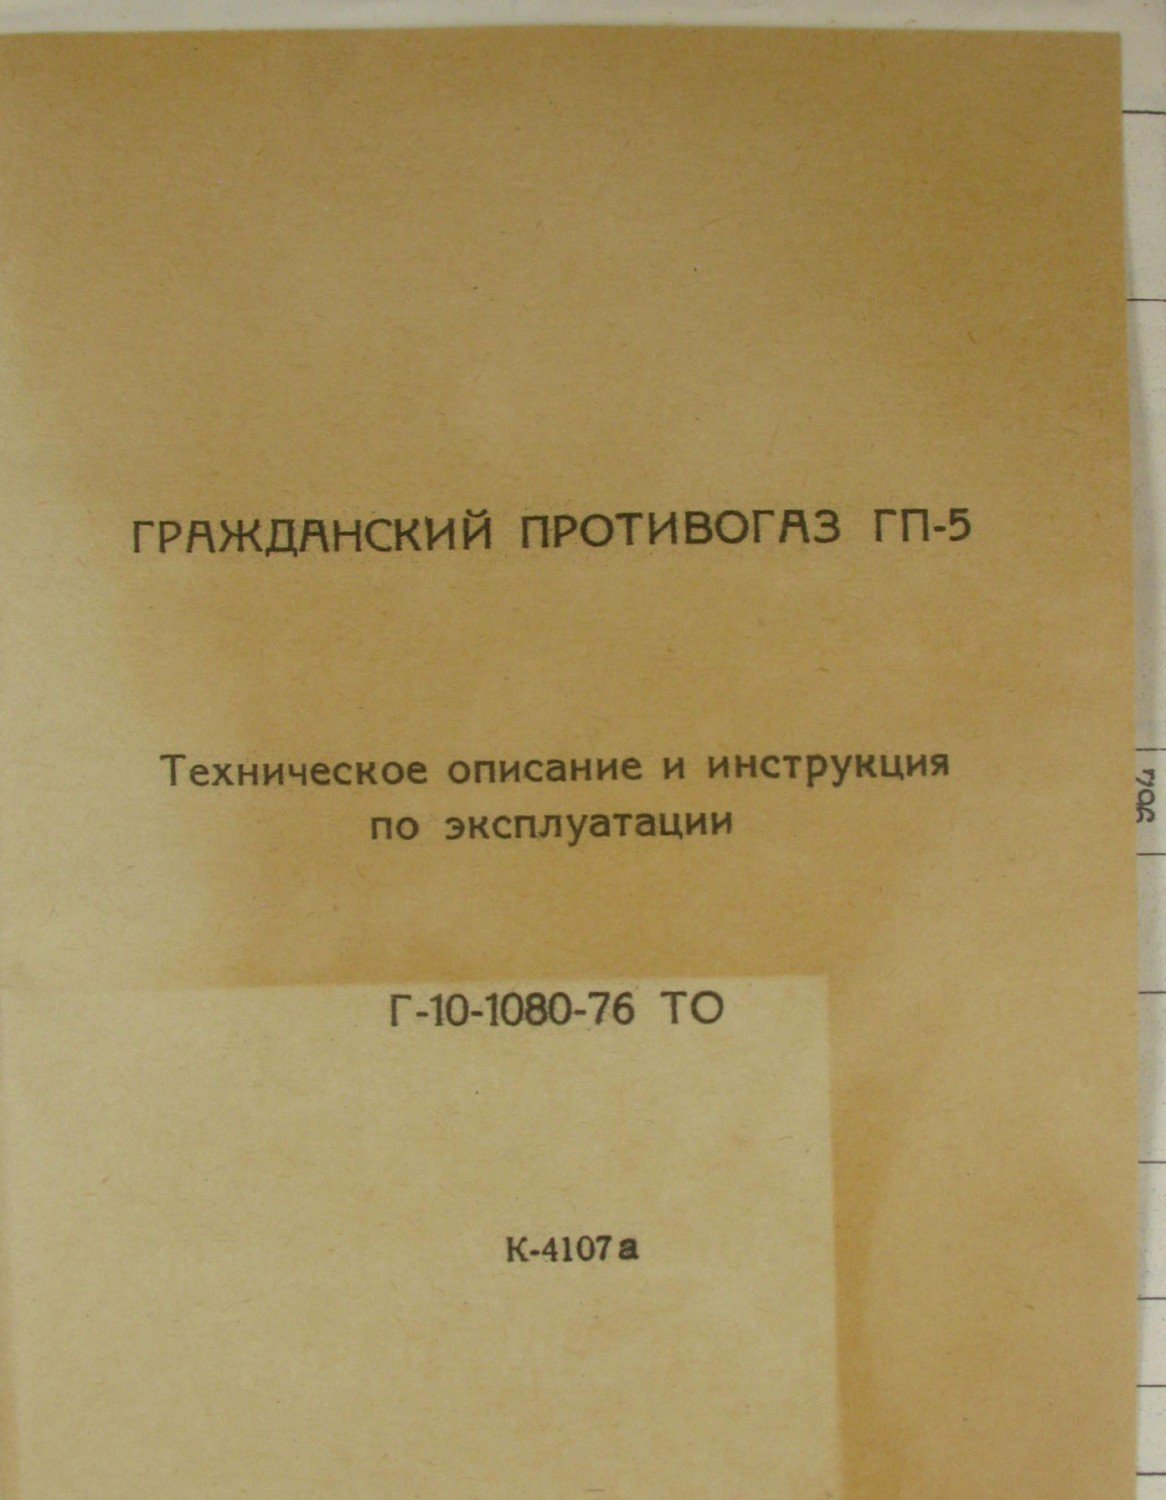 ГРАЖДАНСКИЙ ПРОТИВОГАЗ ГП-5
Техническое описание и инструкция
по эксплуатации
Г-10-1080-76 ТО
К-4107а